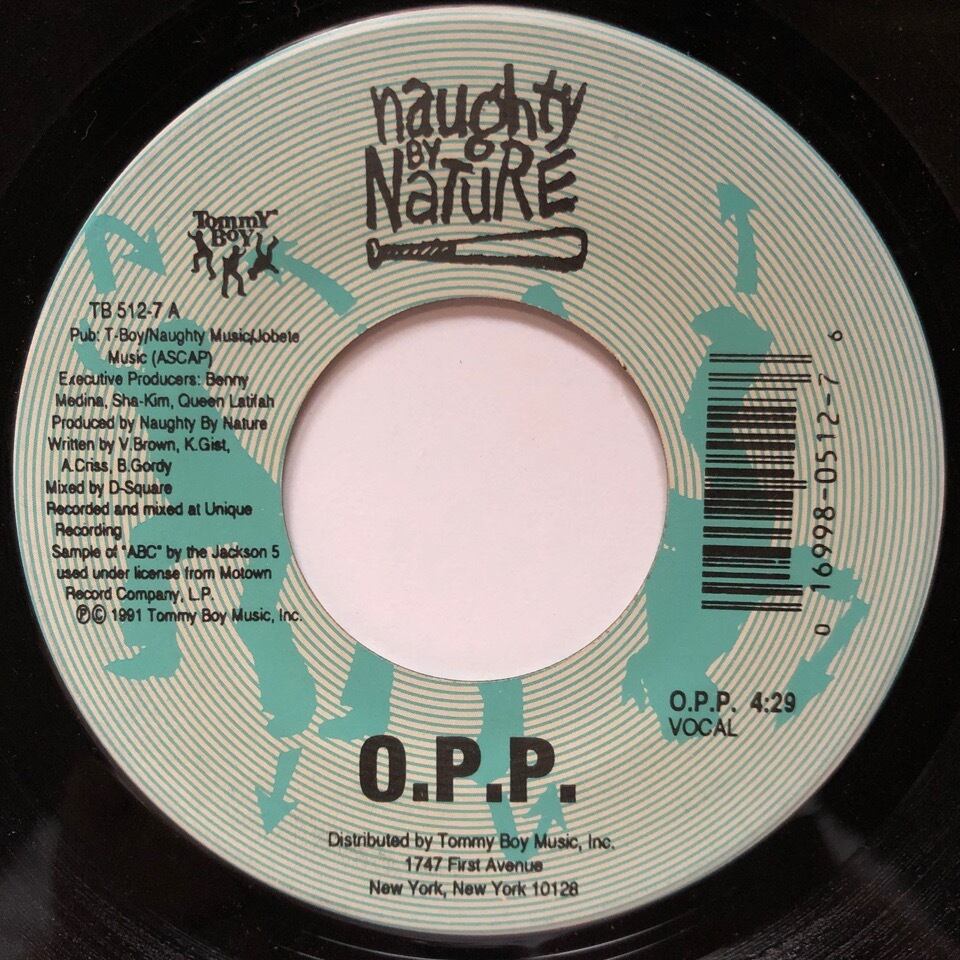 naughty
BY
NATURE
Tommy
BOY
TB 512-7 A
Pub: T-Boy/Naughty Music/Jobete
Music (ASCAP)
Executive Producers: Benny
Medina, Sha-Kim, Queen Latifah
Produced by Naughty By Nature
Written by V.Brown, K.Gist,
A.Criss, B.Gordy
Mixed by D-Square
Recorded and mixed at Unique
Recording
Sample of "ABC" by the Jackson 5
used under license from Motown
Record Company, L.P.
℗© 1991 Tommy Boy Music, Inc.
0 16998-0512-7 6
O.P.P. 4:29
VOCAL
O.P.P.
Distributed by Tommy Boy Music, Inc.
1747 First Avenue
New York, New York 10128